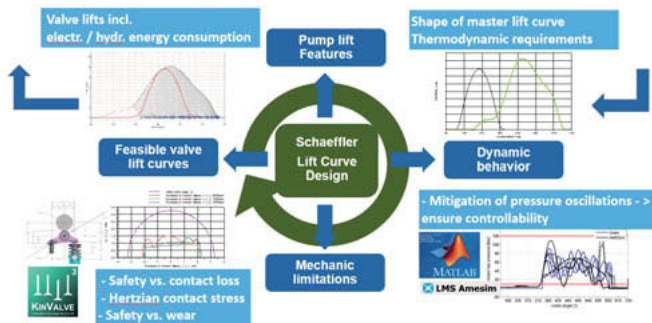 Valve lifts incl.
electr. / hydr. energy consumption
Pump lift
Features
Shape of master lift curve
Thermodynamic requirements
Feasible valve
lift curves
Schaeffler
Lift Curve
Design
Dynamic
behavior
- Mitigation of pressure oscillations - >
ensure controllability
Mechanic
limitations
3
KINVALVE
- Safety vs. contact loss
- Hertzian contact stress
- Safety vs. wear
MATLAB
LMS Amesim